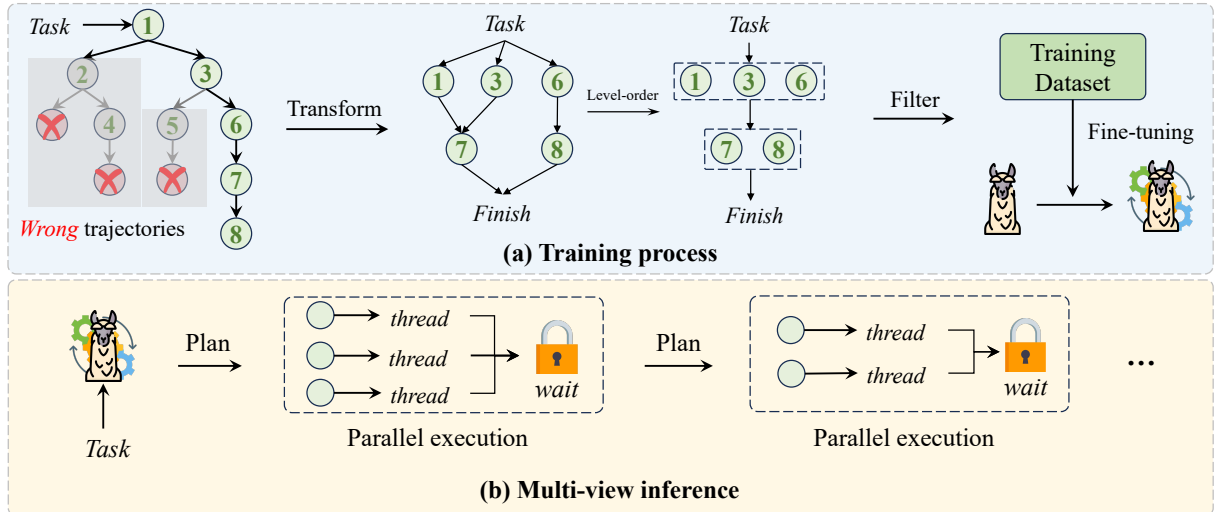 Task
1
2
3
4
5
6
7
8
Wrong trajectories
Transform
Task
1
3
6
7
8
Finish
Level-order
Task
1
3
6
7
8
Finish
Filter
Training
Dataset
Fine-tuning
(a) Training process
Task
Plan
thread
thread
thread
wait
Parallel execution
Plan
thread
thread
wait
Parallel execution
...
(b) Multi-view inference